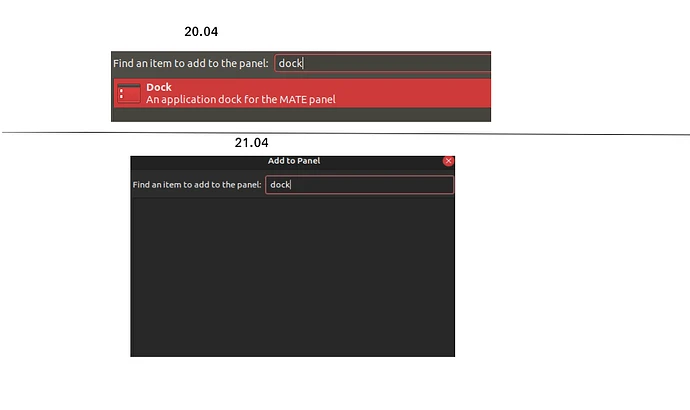 20.04
Find an item to add to the panel: dock
Dock
An application dock for the MATE panel
21.04
Add to Panel
Find an item to add to the panel: dock